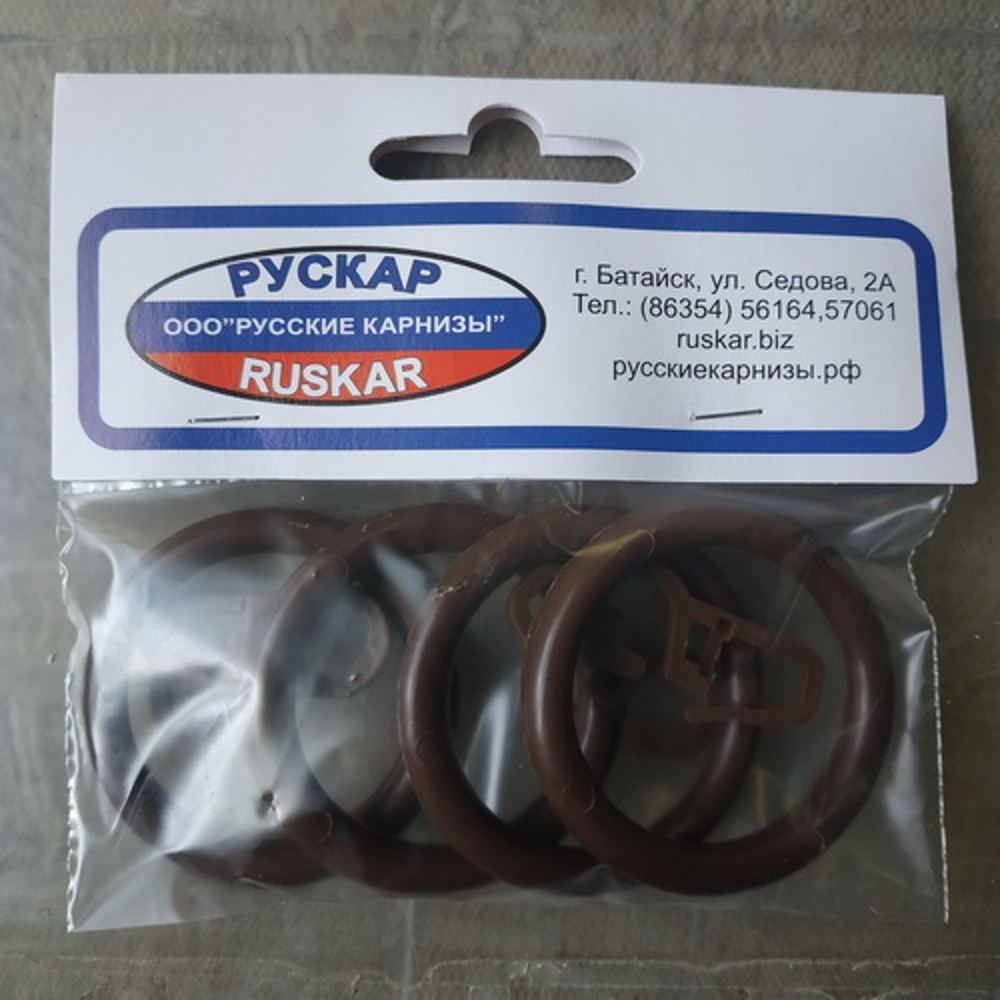 РУСКАР
ООО"РУССКИЕ КАРНИЗЫ"
RUSKAR
г. Батайск, ул. Седова, 2А
Тел.: (86354) 56164,57061
ruskar.biz
русскиекарнизы.рф